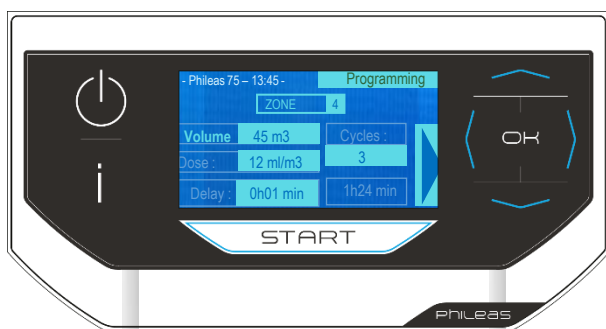 - Phileas 75 – 13:45 - Programming
ZONE 4
Volume 45 m3 Cycles :
Dose : 12 ml/m3 3
Delay : 0h01 min 1h24 min
OK
i
START
PHILEAS